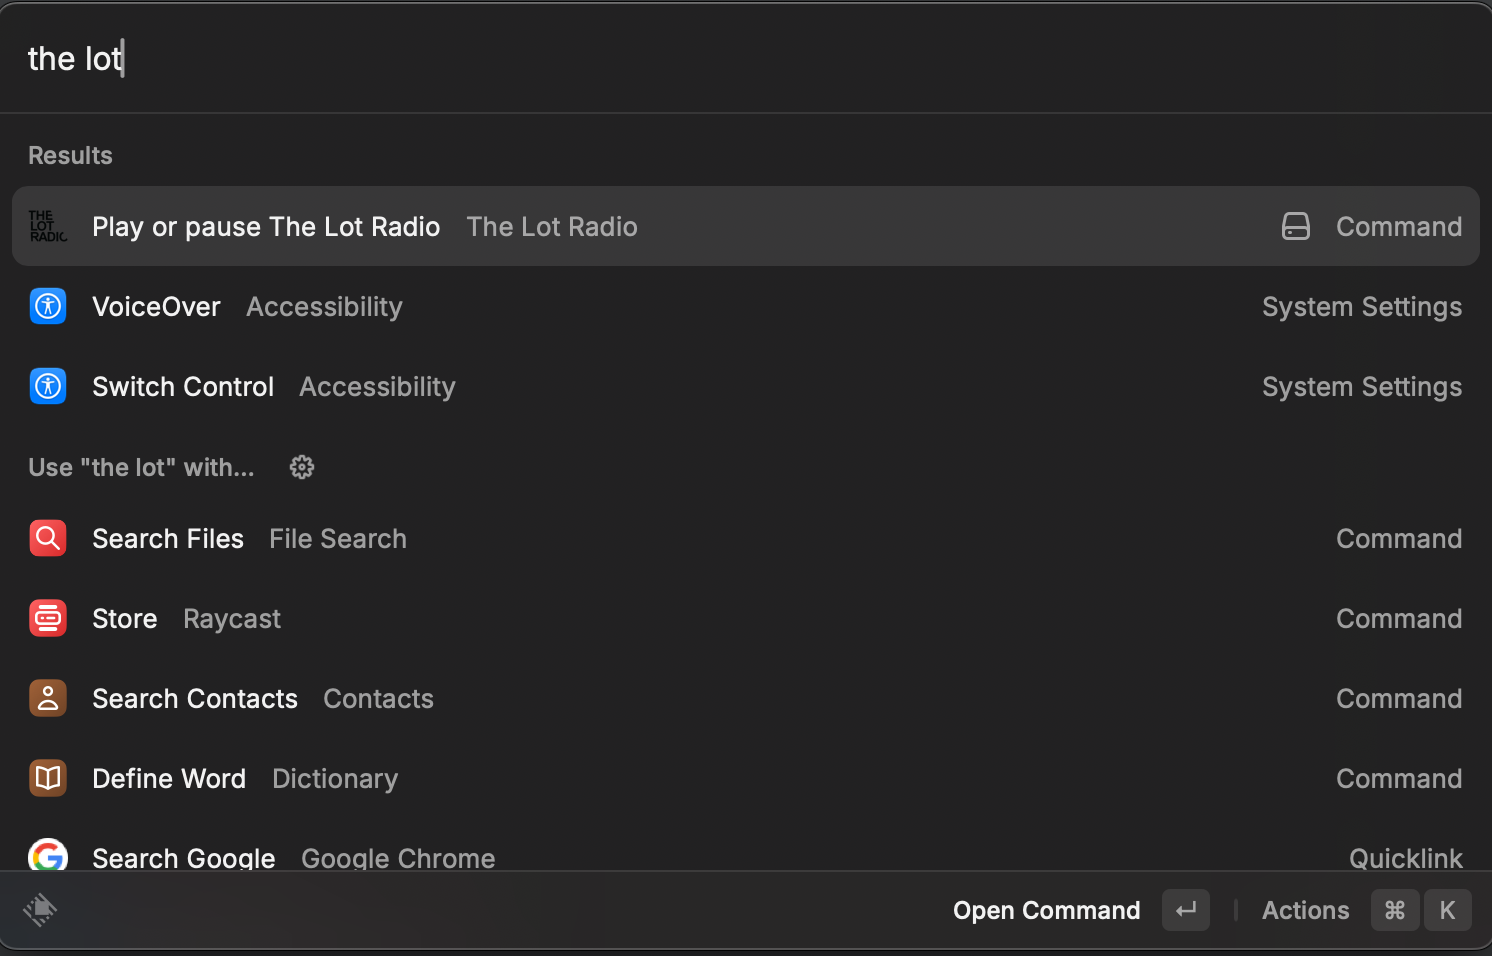 the lot
Results
THE
LOT
RADIO
Play or pause The Lot Radio The Lot Radio Command
VoiceOver Accessibility System Settings
Switch Control Accessibility System Settings
Use "the lot" with...
Search Files File Search Command
Store Raycast Command
Search Contacts Contacts Command
Define Word Dictionary Command
Search Google Google Chrome Quicklink
Open Command ↵ | Actions ⌘ K